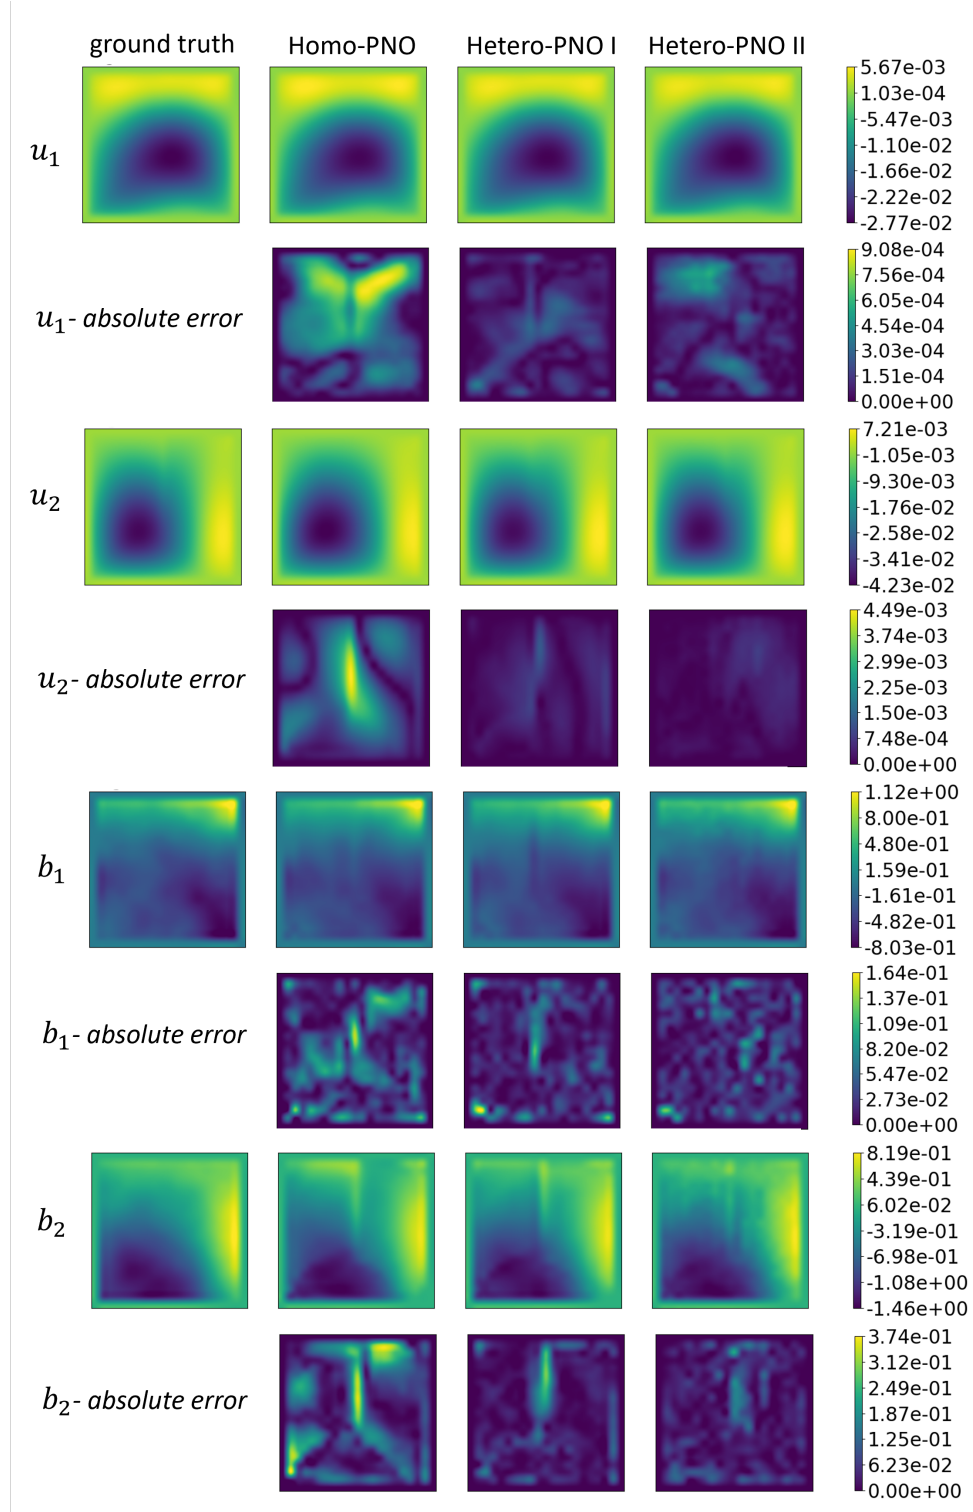 ground truth Homo-PNO Hetero-PNO I Hetero-PNO II
u₁
5.67e-03
1.03e-04
-5.47e-03
-1.10e-02
-1.66e-02
-2.22e-02
-2.77e-02
u₁- absolute error
9.08e-04
7.56e-04
6.05e-04
4.54e-04
3.03e-04
1.51e-04
0.00e+00
u₂
7.21e-03
-1.05e-03
-9.30e-03
-1.76e-02
-2.58e-02
-3.41e-02
-4.23e-02
u₂- absolute error
4.49e-03
3.74e-03
2.99e-03
2.25e-03
1.50e-03
7.48e-04
0.00e+00
b₁
1.12e+00
8.00e-01
4.80e-01
1.59e-01
-1.61e-01
-4.82e-01
-8.03e-01
b₁- absolute error
1.64e-01
1.37e-01
1.09e-01
8.20e-02
5.47e-02
2.73e-02
0.00e+00
b₂
8.19e-01
4.39e-01
6.02e-02
-3.19e-01
-6.98e-01
-1.08e+00
-1.46e+00
b₂- absolute error
3.74e-01
3.12e-01
2.49e-01
1.87e-01
1.25e-01
6.23e-02
0.00e+00